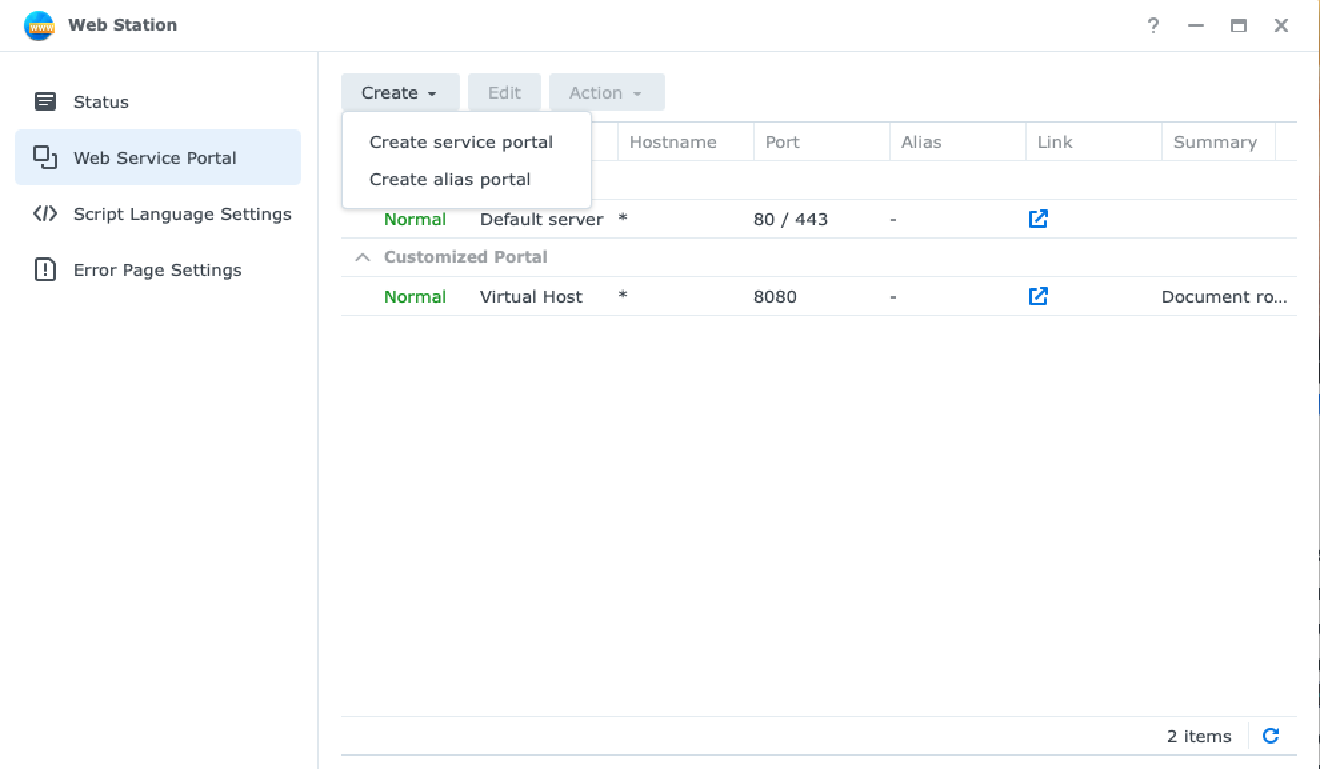 Web Station
?
Status
Web Service Portal
Script Language Settings
Error Page Settings
Create Edit Action
Create service portal
Create alias portal
Hostname Port Alias Link Summary
Normal Default server * 80 / 443 -
Customized Portal
Normal Virtual Host * 8080 - Document ro...
2 items